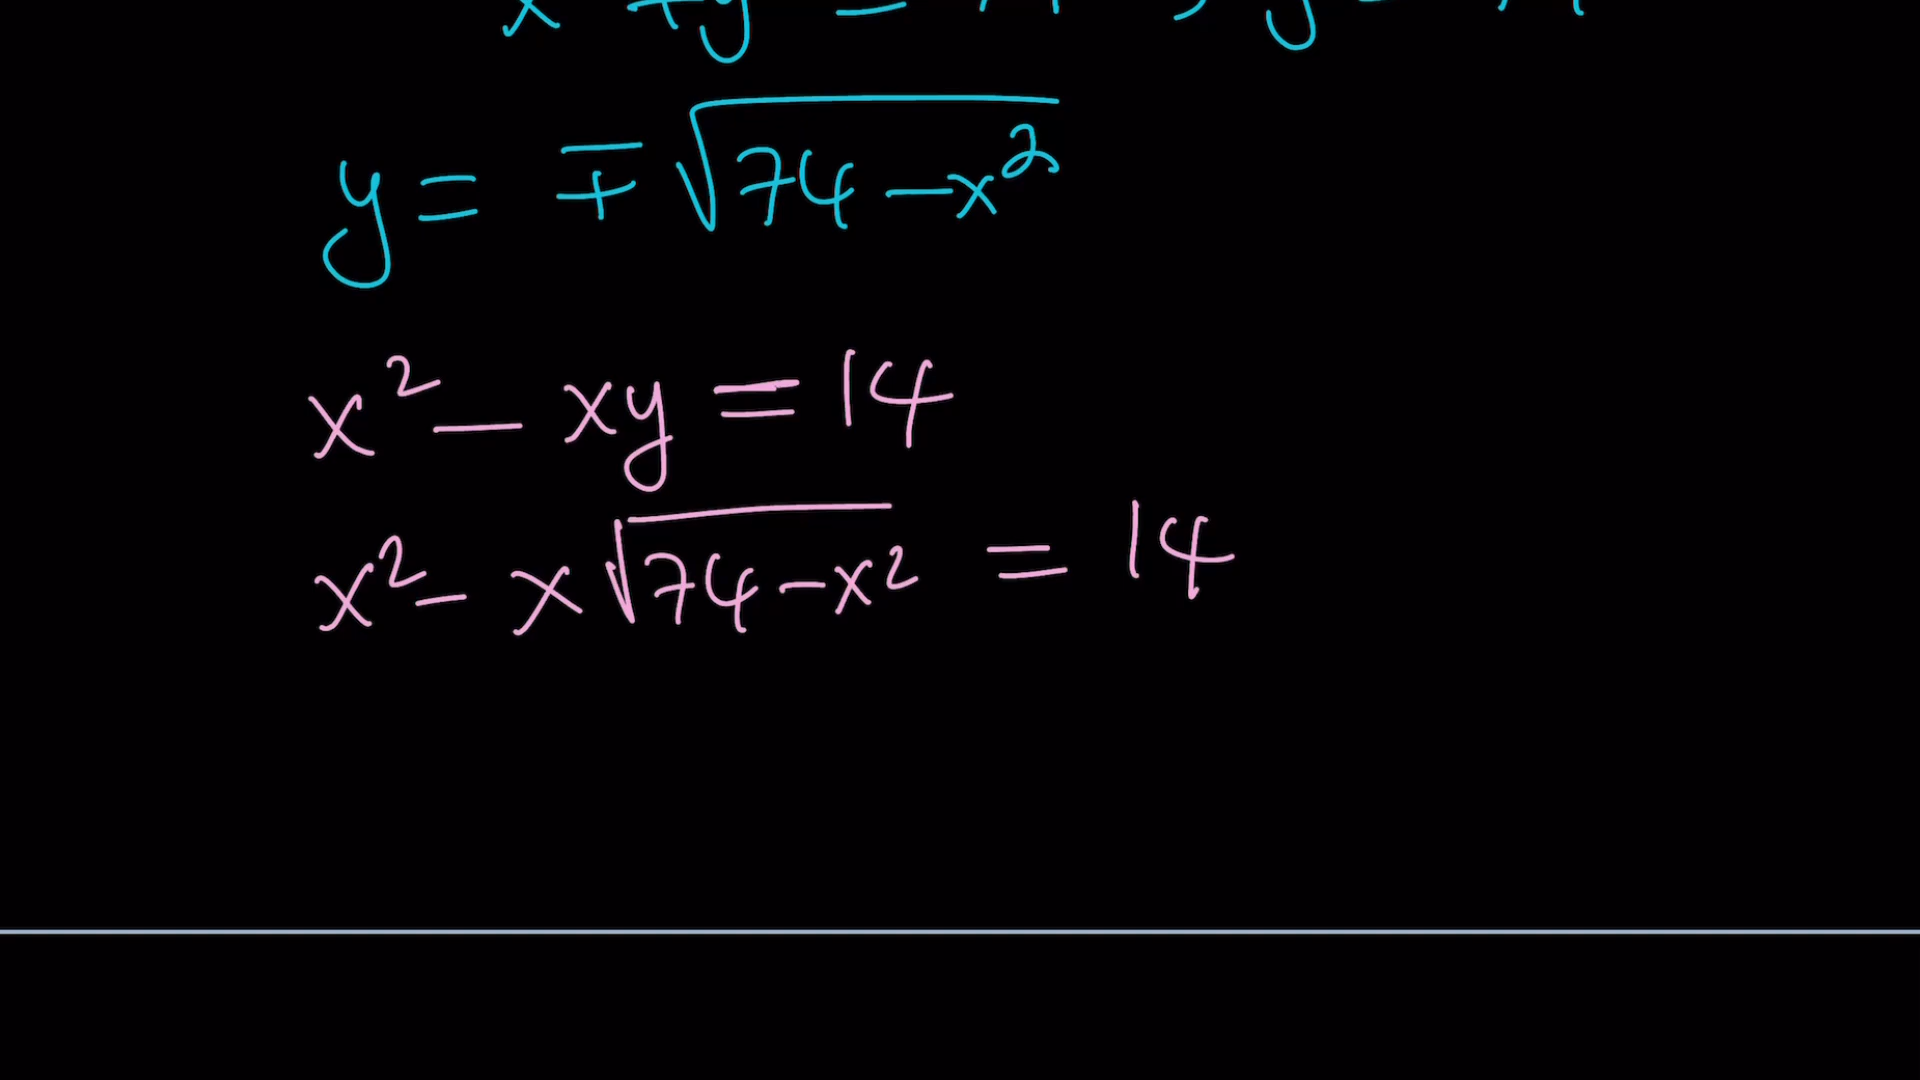 y = ∓√(74-x²)
x² - xy = 14
x² - x√(74-x²) = 14